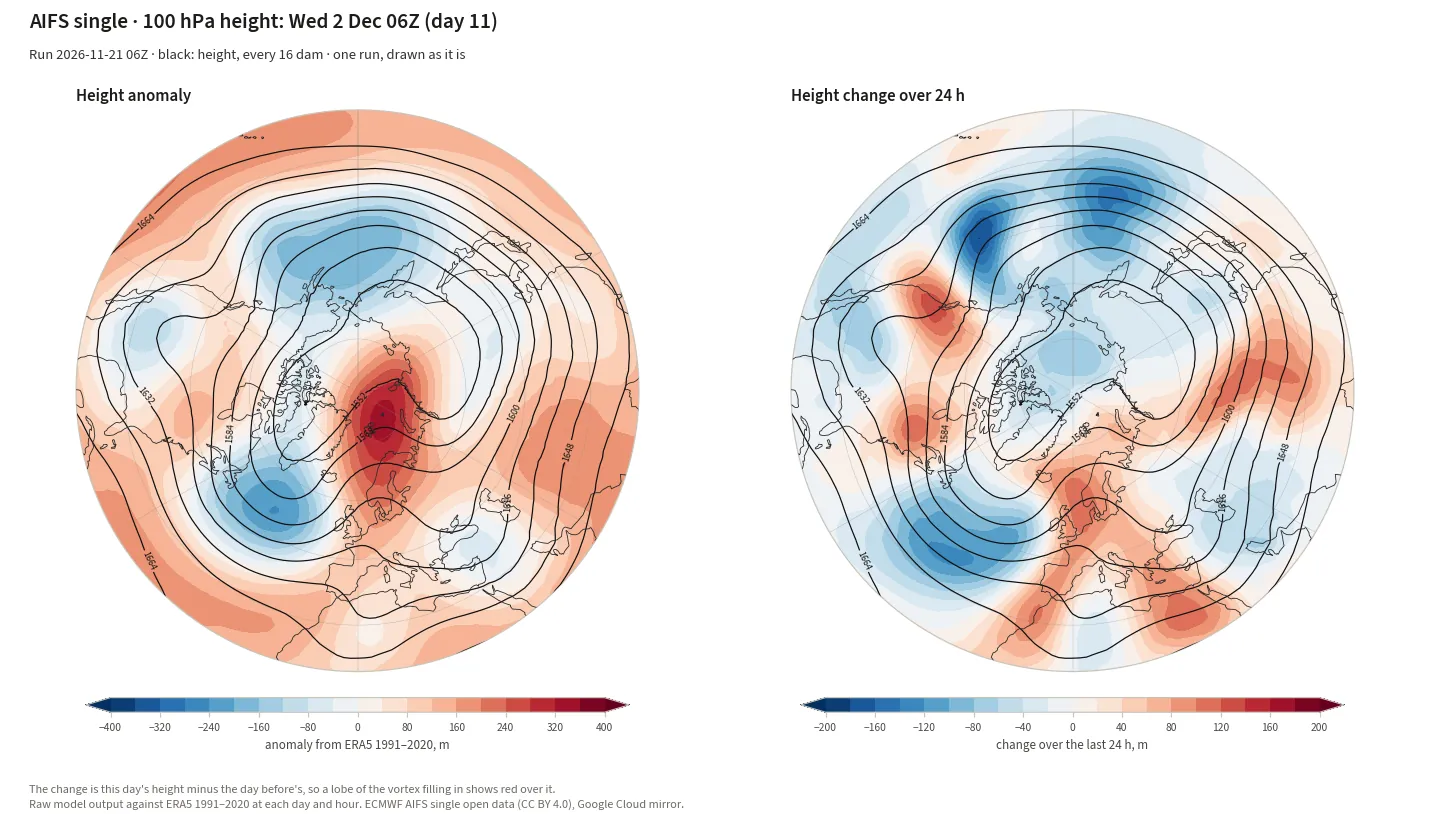 AIFS single · 100 hPa height: Wed 2 Dec 06Z (day 11)
Run 2026-11-21 06Z · black: height, every 16 dam · one run, drawn as it is
Height anomaly
Height change over 24 h
1664
1632
1584
1552
1600
1648
1616
1664
1664
1632
1584
1552
1600
1648
1616
1664
−400 −320 −240 −160 −80 0 80 160 240 320 400
anomaly from ERA5 1991–2020, m
−200 −160 −120 −80 −40 0 40 80 120 160 200
change over the last 24 h, m
The change is this day's height minus the day before's, so a lobe of the vortex filling in shows red over it.
Raw model output against ERA5 1991–2020 at each day and hour. ECMWF AIFS single open data (CC BY 4.0), Google Cloud mirror.